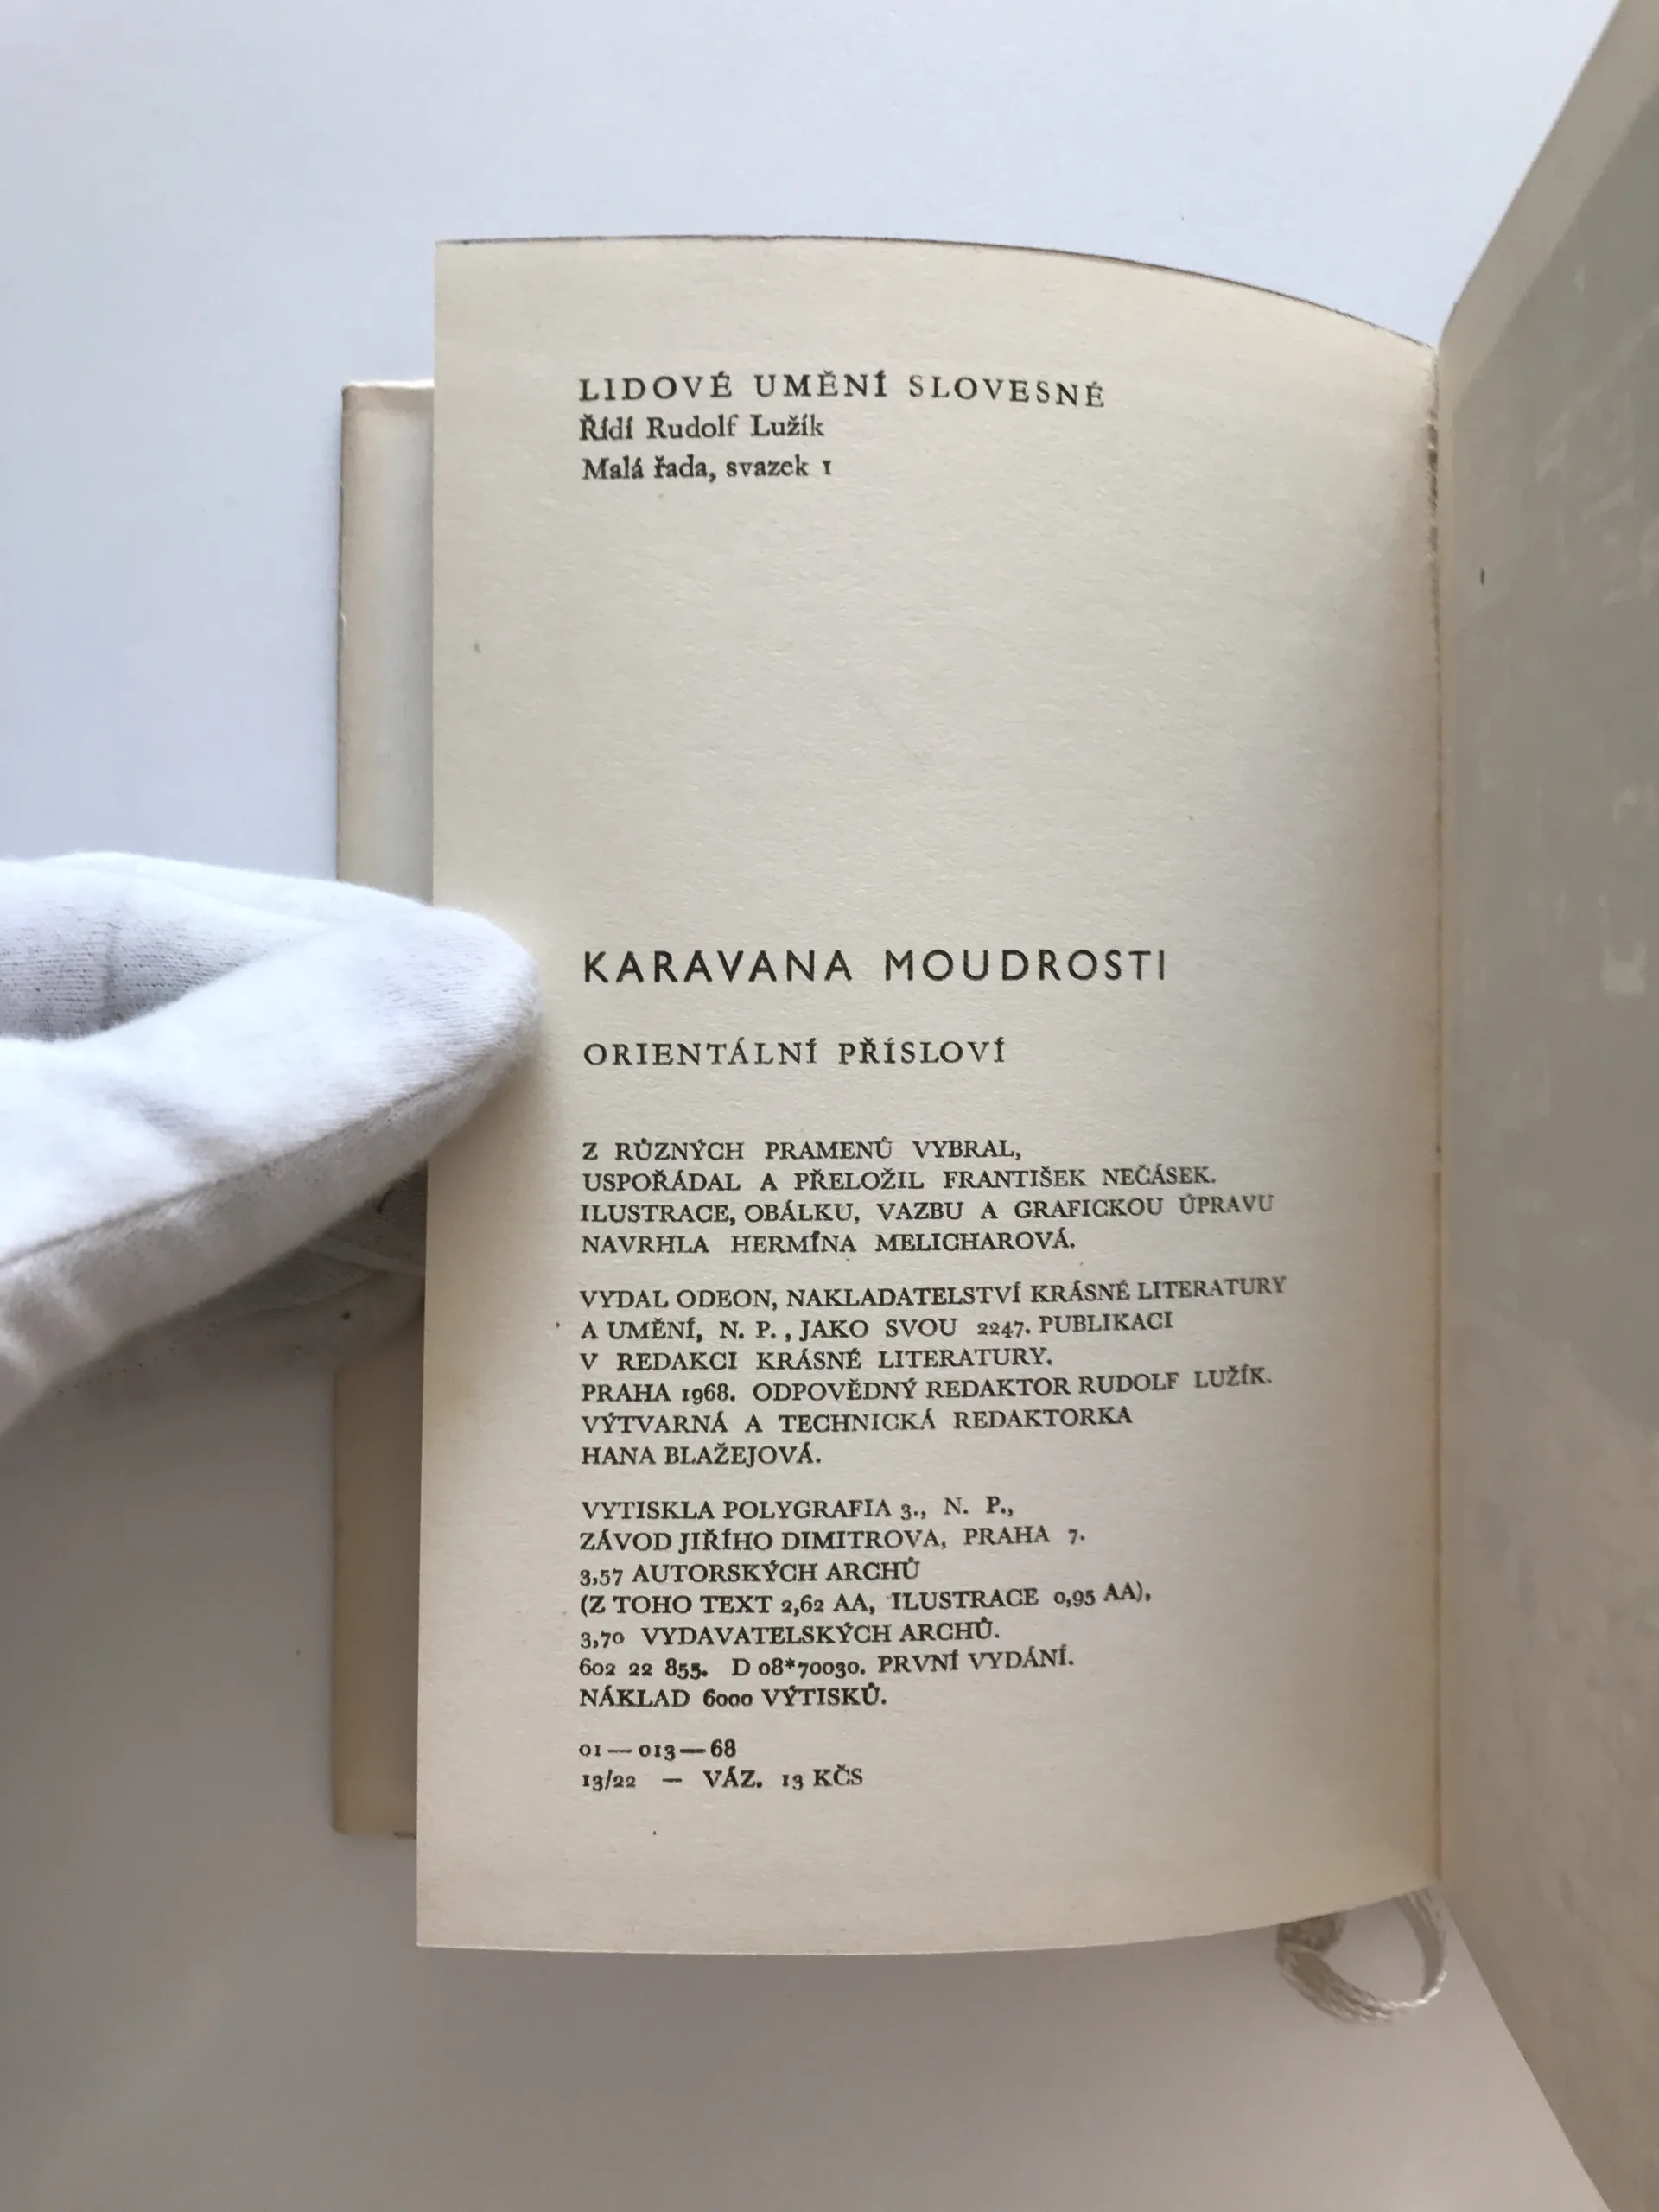 LIDOVÉ UMĚNÍ SLOVESNÉ
Řídí Rudolf Lužík
Malá řada, svazek 1
KARAVANA MOUDROSTI
ORIENTÁLNÍ PŘÍSLOVÍ
Z RŮZNÝCH PRAMENŮ VYBRAL,
USPOŘÁDAL A PŘELOŽIL FRANTIŠEK NEČÁSEK.
ILUSTRACE, OBÁLKU, VAZBU A GRAFICKOU ÚPRAVU
NAVRHLA HERMÍNA MELICHAROVÁ.
VYDAL ODEON, NAKLADATELSTVÍ KRÁSNÉ LITERATURY
A UMĚNÍ, N. P., JAKO SVOU 2247. PUBLIKACI
V REDAKCI KRÁSNÉ LITERATURY.
PRAHA 1968. ODPOVĚDNÝ REDAKTOR RUDOLF LUŽÍK.
VÝTVARNÁ A TECHNICKÁ REDAKTORKA
HANA BLAŽEJOVÁ.
VYTISKLA POLYGRAFIA 3., N. P.,
ZÁVOD JIŘÍHO DIMITROVA, PRAHA 7.
3,57 AUTORSKÝCH ARCHŮ
(Z TOHO TEXT 2,62 AA, ILUSTRACE 0,95 AA),
3,70 VYDAVATELSKÝCH ARCHŮ.
602 22 855. D 08*70030. PRVNÍ VYDÁNÍ.
NÁKLAD 6000 VÝTISKŮ.
01—013—68
13/22 — VÁZ. 13 KČS